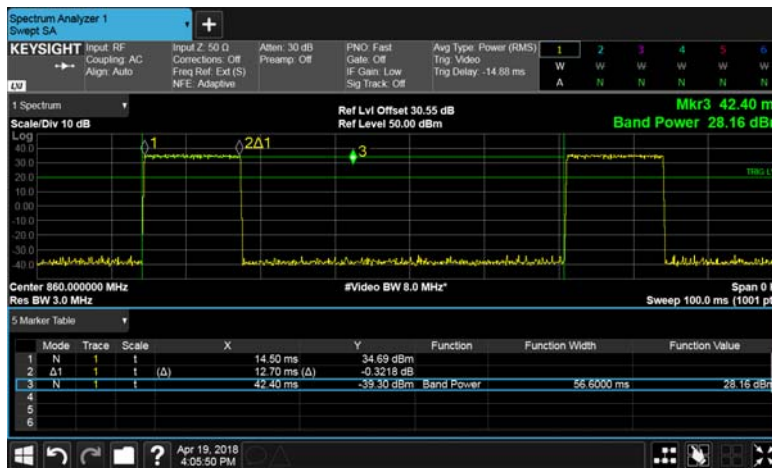 Spectrum Analyzer 1
Swept SA
+
KEYSIGHT Input: RF Input Z: 50 Ω Atten: 30 dB PNO: Fast Avg Type: Power (RMS) 1 2 3 4 5 6
Coupling: AC Corrections: Off Preamp: Off Gate: Off Trig: Video W W W W W W
Align: Auto Freq Ref: Ext (S) IF Gain: Low Trig Delay: -14.88 ms
NFE: Adaptive Sig Track: Off A N N N N N
LXI
1 Spectrum Ref Lvl Offset 30.55 dB Mkr3 42.40 m
Scale/Div 10 dB Ref Level 50.00 dBm Band Power 28.16 dB
Log
40.0
30.0
20.0
10.0
0.00
-10.0
-20.0
-30.0
-40.0
1 2Δ1 3
TRIG LV
Center 860.000000 MHz #Video BW 8.0 MHz* Span 0
Res BW 3.0 MHz Sweep 100.0 ms (1001 pt
5 Marker Table
Mode Trace Scale X Y Function Function Width Function Value
1 N 1 t 14.50 ms 34.69 dBm
2 Δ1 1 t (Δ) 12.70 ms (Δ) -0.3218 dB
3 N 1 t 42.40 ms -39.30 dBm Band Power 56.6000 ms 28.16 dBm
4
5
6
? Apr 19, 2018
4:05:50 PM